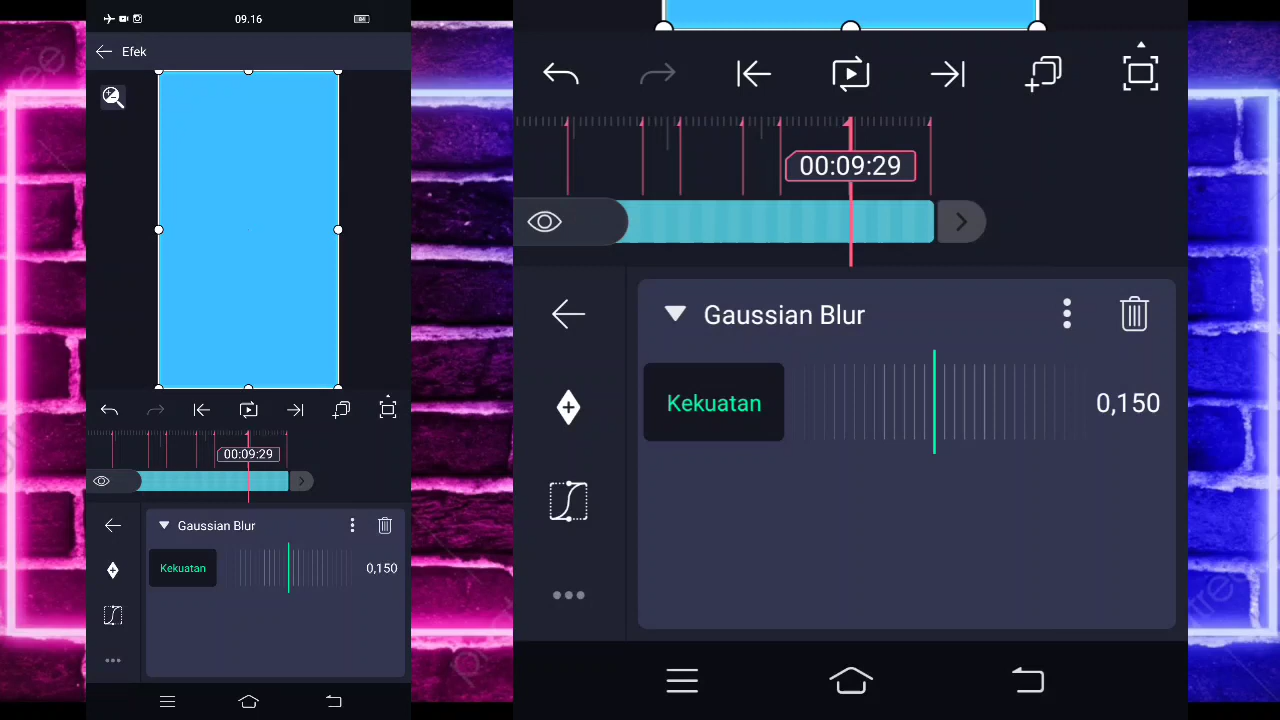 09.16
84
Efek
00:09:29
Gaussian Blur
Kekuatan
0,150
00:09:29
Gaussian Blur
Kekuatan
0,150